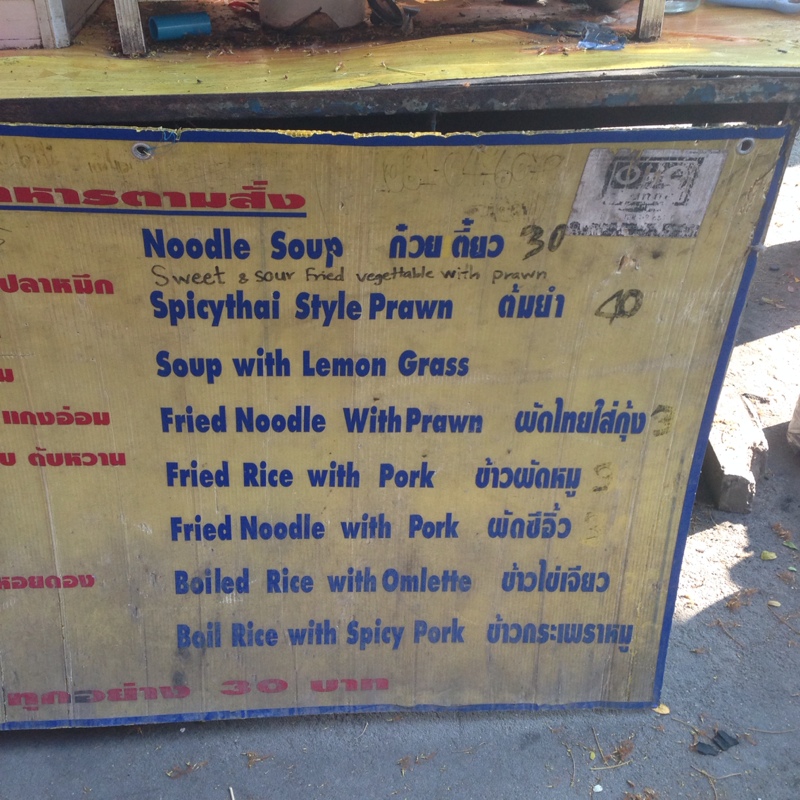 หารตามสั่ง
Noodle Soup ก๋วย ตี๋ยว 30
Sweet & sour Fried vegettable with prawn
ปลาหมึก
Spicythai Style Prawn ต้มยำ 40
Soup with Lemon Grass
ม
แกงอ่อม
Fried Noodle With Prawn ผัดไทยใส่กุ้ง
บ ตับหวาน
Fried Rice with Pork ข้าวผัดหมู
Fried Noodle with Pork ผัดซีอิ๊ว
หอยดอง
Boiled Rice with Omlette ข้าวไข่เจียว
Boil Rice with Spicy Pork ข้าวกระเพราหมู
ทุกอย่าง 30 บาท